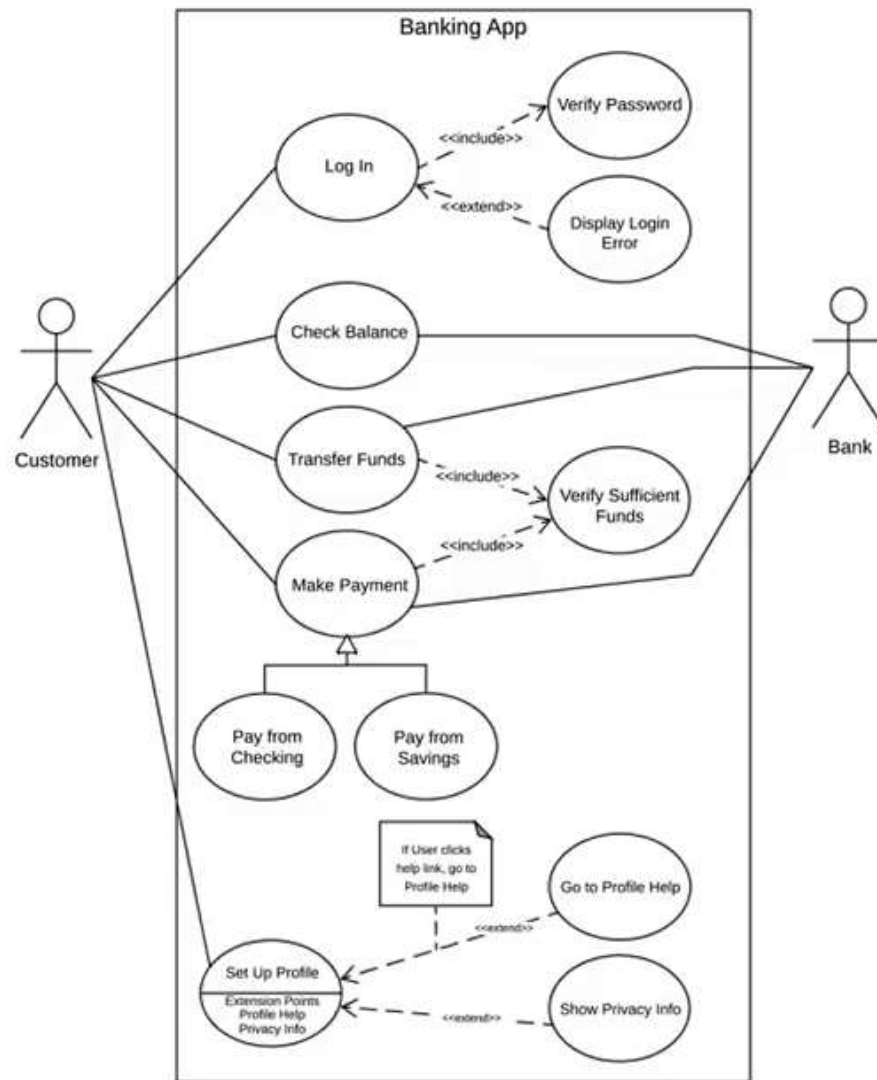 Banking App
Verify Password
<<include>>
Log In
<<extend>>
Display Login
Error
Check Balance
Customer
Bank
Transfer Funds
<<include>>
Verify Sufficient
Funds
<<include>>
Make Payment
Pay from
Checking
Pay from
Savings
If User clicks
help link, go to
Profile Help
Go to Profile Help
<<extend>>
Set Up Profile
Extension Points
Profile Help
Privacy Info
<<extend>>
Show Privacy Info